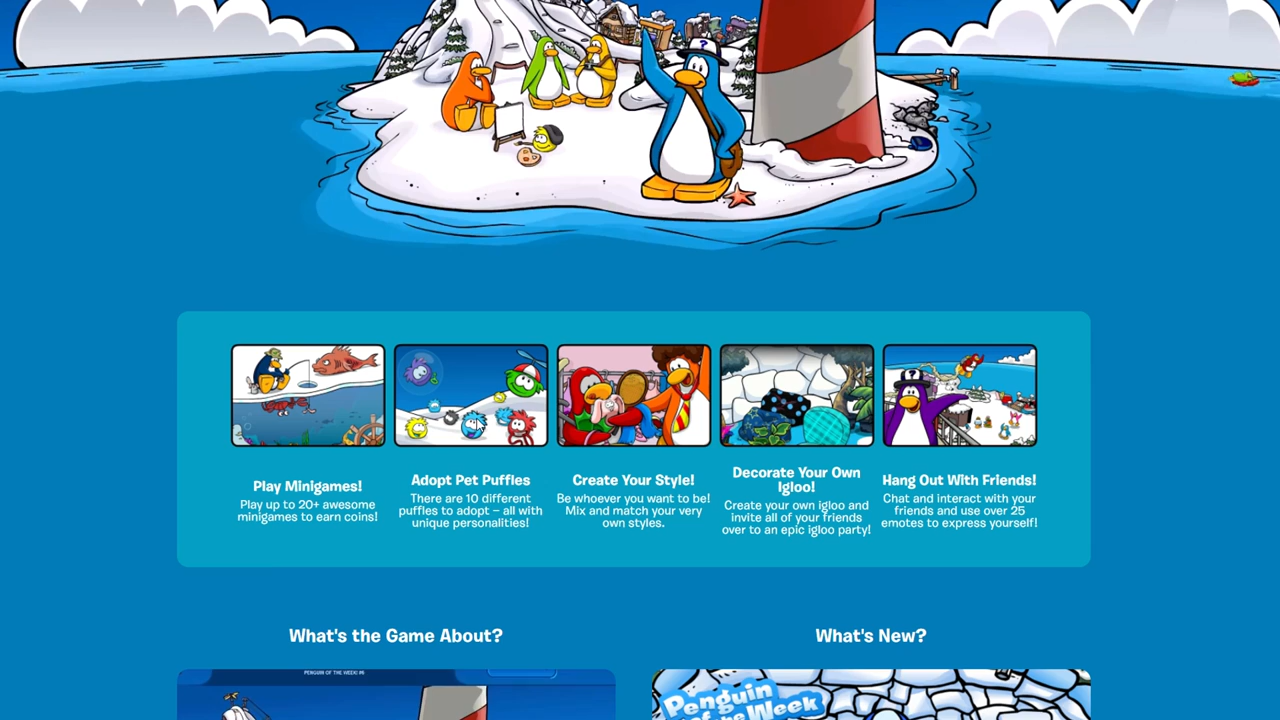 Play Minigames!
Play up to 20+ awesome
minigames to earn coins!
Adopt Pet Puffles
There are 10 different
puffles to adopt – all with
unique personalities!
Create Your Style!
Be whoever you want to be!
Mix and match your very
own styles.
Decorate Your Own
Igloo!
Create your own igloo and
invite all of your friends
over to an epic igloo party!
Hang Out With Friends!
Chat and interact with your
friends and use over 25
emotes to express yourself!
What's the Game About?
What's New?
Penguin
of the Week